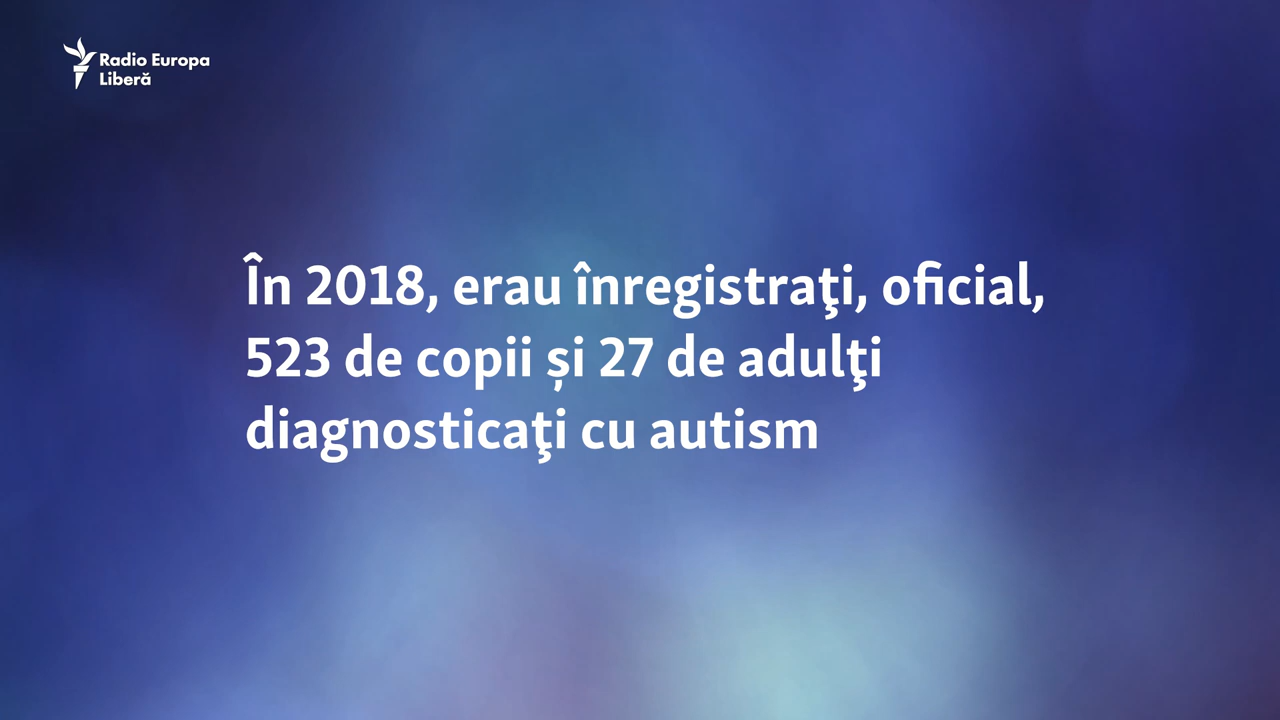 Radio Europa
Liberă
În 2018, erau înregistraţi, oficial,
523 de copii și 27 de adulţi
diagnosticaţi cu autism